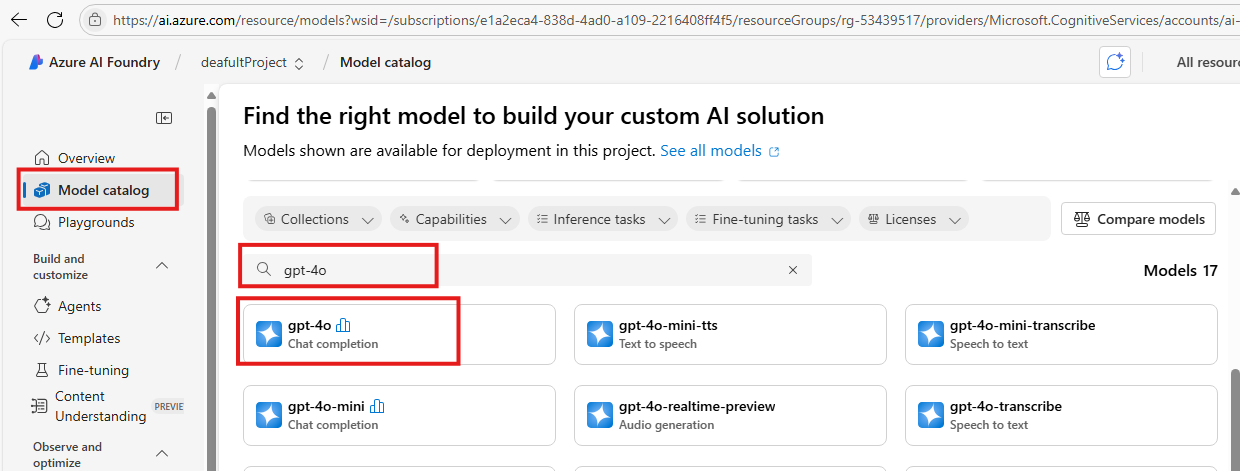 https://ai.azure.com/resource/models?wsid=/subscriptions/e1a2eca4-838d-4ad0-a109-2216408ff4f5/resourceGroups/rg-53439517/providers/Microsoft.CognitiveServices/accounts/ai-
Azure AI Foundry / deafultProject / Model catalog
All resour
Overview
Model catalog
Playgrounds
Build and
customize
Agents
Templates
Fine-tuning
Content
Understanding PREVIE
Observe and
optimize
Find the right model to build your custom AI solution
Models shown are available for deployment in this project. See all models
Collections Capabilities Inference tasks Fine-tuning tasks Licenses Compare models
gpt-4o Models 17
gpt-4o
Chat completion
gpt-4o-mini-tts
Text to speech
gpt-4o-mini-transcribe
Speech to text
gpt-4o-mini
Chat completion
gpt-4o-realtime-preview
Audio generation
gpt-4o-transcribe
Speech to text